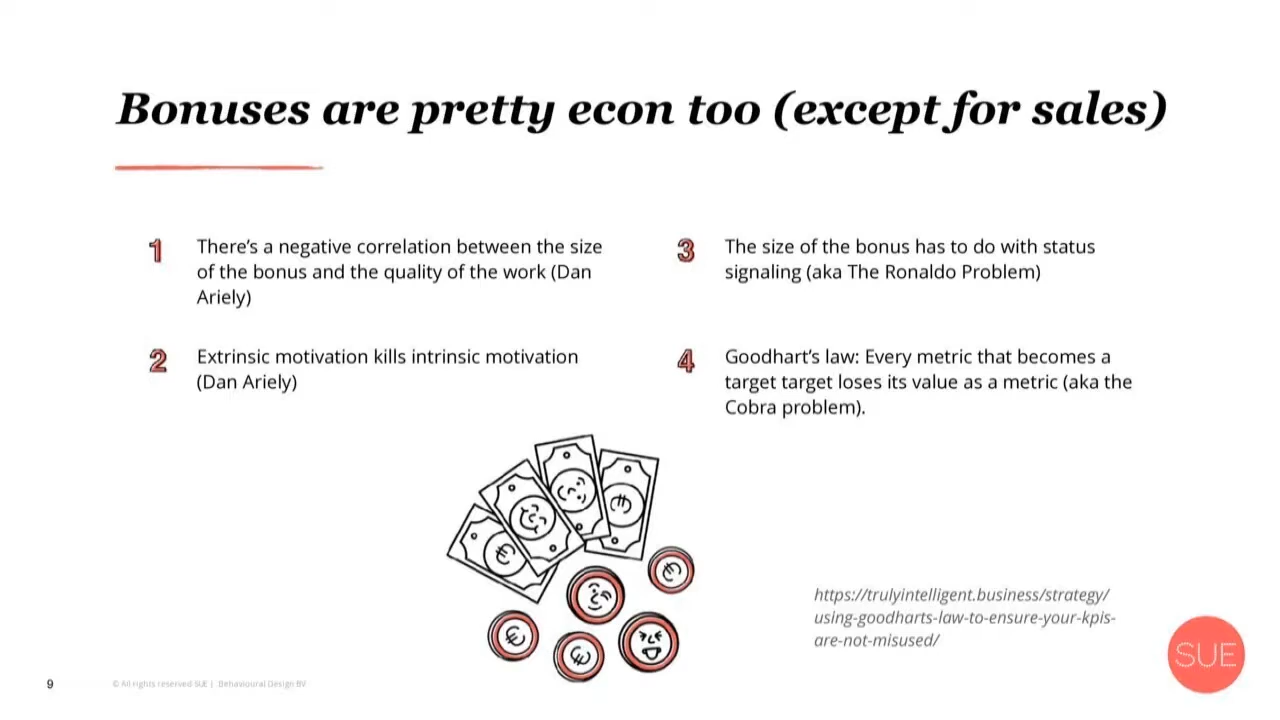 Bonuses are pretty econ too (except for sales)
1
There’s a negative correlation between the size
of the bonus and the quality of the work (Dan
Ariely)
2
Extrinsic motivation kills intrinsic motivation
(Dan Ariely)
3
The size of the bonus has to do with status
signaling (aka The Ronaldo Problem)
4
Goodhart’s law: Every metric that becomes a
target target loses its value as a metric (aka the
Cobra problem).
€
€
€
€
€
https://trulyintelligent.business/strategy/
using-goodharts-law-to-ensure-your-kpis-
are-not-misused/
SUE
9
© All rights reserved SUE | Behavioural Design BV